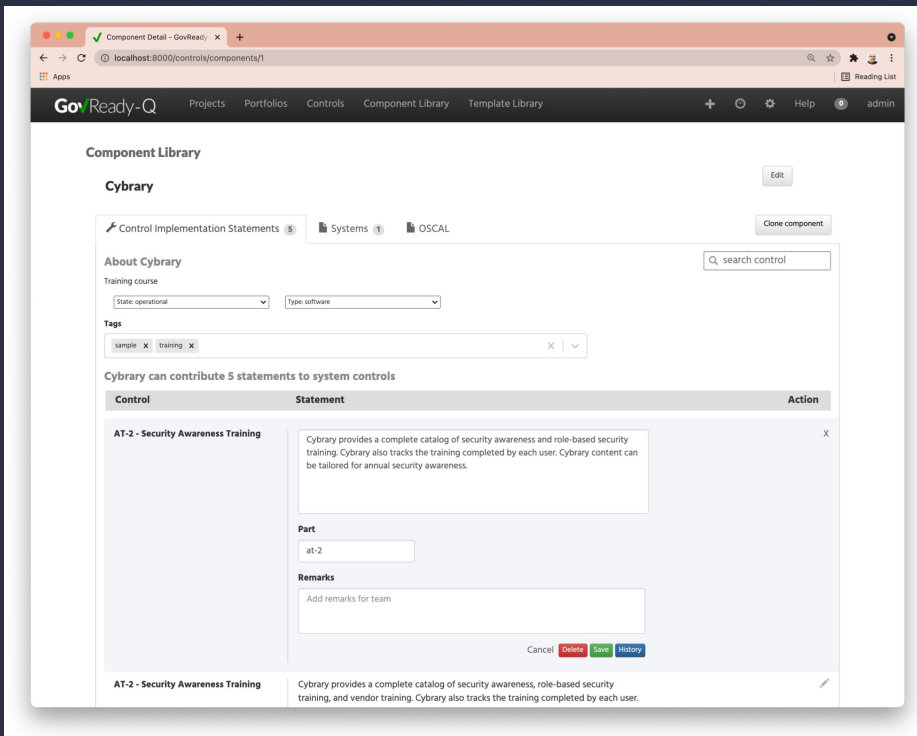 Component Detail - GovReady
localhost:8000/controls/components/1
Apps
Reading List
GovReady-Q Projects Portfolios Controls Component Library Template Library Help 0 admin
Component Library
Cybrary
Edit
Control Implementation Statements 5 Systems 1 OSCAL
Clone component
About Cybrary
search control
Training course
State: operational Type: software
Tags
sample x training x
Cybrary can contribute 5 statements to system controls
Control Statement Action
AT-2 - Security Awareness Training
X
Cybrary provides a complete catalog of security awareness and role-based security
training. Cybrary also tracks the training completed by each user. Cybrary content can
be tailored for annual security awareness.
Part
at-2
Remarks
Add remarks for team
Cancel Delete Save History
AT-2 - Security Awareness Training
Cybrary provides a complete catalog of security awareness, role-based security
training, and vendor training. Cybrary also tracks the training completed by each user.